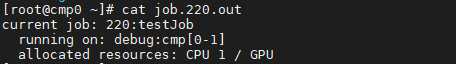 [root@cmp0 ~]# cat job.220.out
current job: 220:testJob
  running on: debug:cmp[0-1]
  allocated resources: CPU 1 / GPU